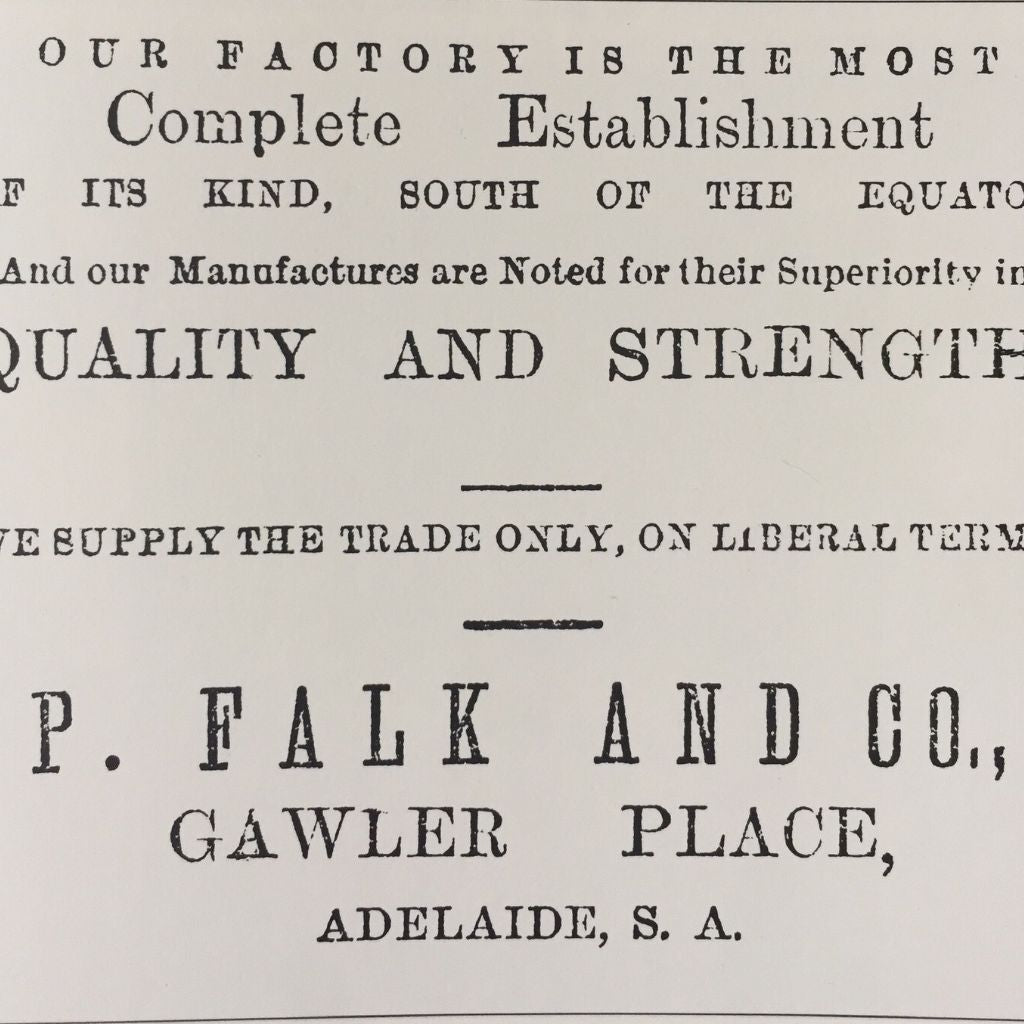 OUR FACTORY IS THE MOST
Complete Establishment
F ITS KIND, SOUTH OF THE EQUATO
And our Manufactures are Noted for their Superiority in
QUALITY AND STRENGTH
WE SUPPLY THE TRADE ONLY, ON LIBERAL TERM
P. FALK AND CO.,
GAWLER PLACE,
ADELAIDE, S. A.